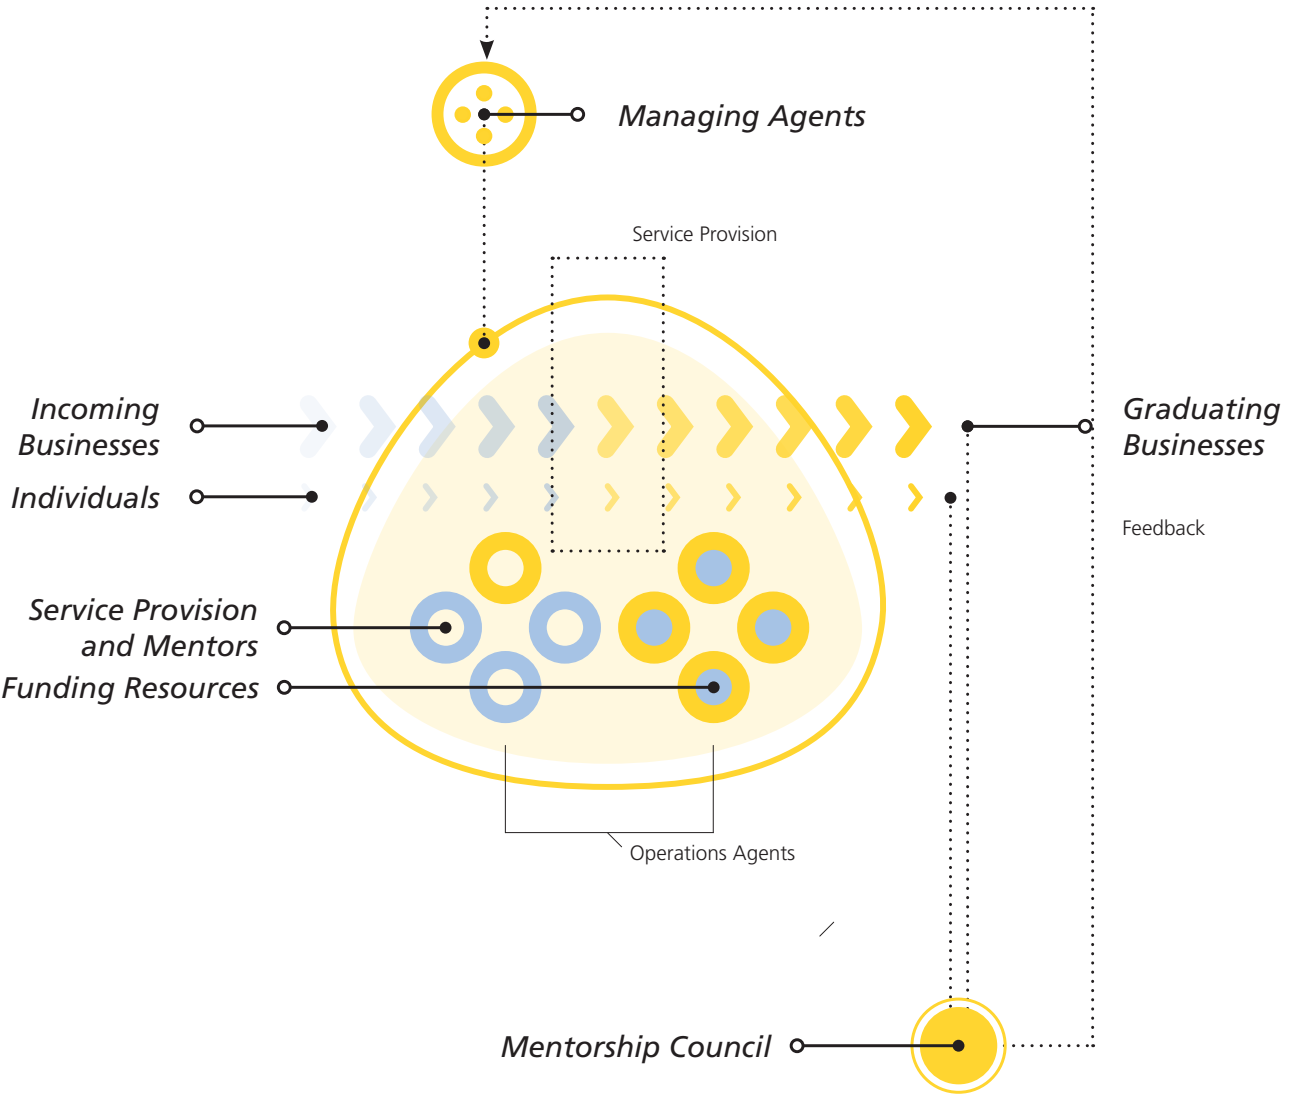 Managing Agents
Service Provision
Incoming
Businesses
Individuals
Graduating
Businesses
Feedback
Service Provision
and Mentors
Funding Resources
Operations Agents
Mentorship Council